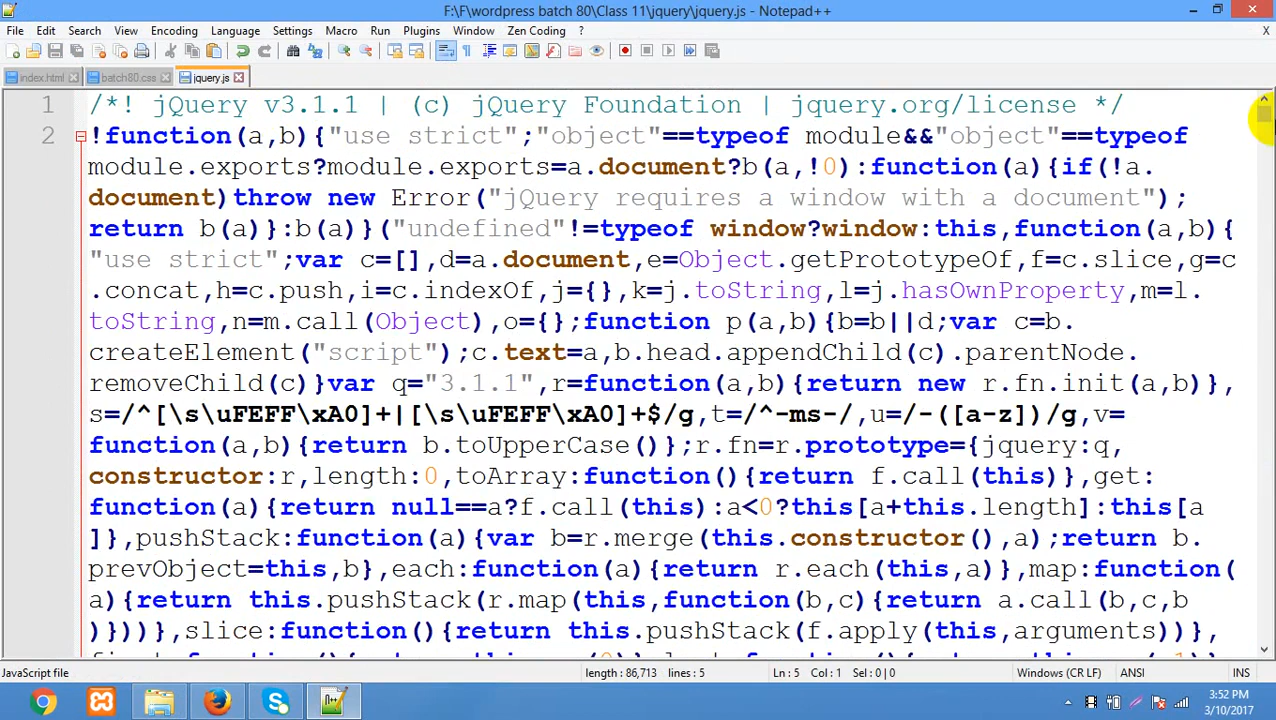 F:\F\wordpress batch 80\Class 11\jquery\jquery.js - Notepad++
File Edit Search View Encoding Language Settings Macro Run Plugins Window Zen Coding ? X
index.html batch80.css jquery.js
1 /*! jQuery v3.1.1 | (c) jQuery Foundation | jquery.org/license */
2 !function(a,b){"use strict";"object"==typeof module&&"object"==typeof
module.exports?module.exports=a.document?b(a,!0):function(a){if(!a.
document)throw new Error("jQuery requires a window with a document");
return b(a)}:b(a)}("undefined"!=typeof window?window:this,function(a,b){
"use strict";var c=[],d=a.document,e=Object.getPrototypeOf,f=c.slice,g=c
.concat,h=c.push,i=c.indexOf,j={},k=j.toString,l=j.hasOwnProperty,m=l.
toString,n=m.call(Object),o={};function p(a,b){b=b||d;var c=b.
createElement("script");c.text=a,b.head.appendChild(c).parentNode.
removeChild(c)}var q="3.1.1",r=function(a,b){return new r.fn.init(a,b)},
s=/^[\s\uFEFF\xA0]+|[\s\uFEFF\xA0]+$/g,t=/^-ms-/,u=/-([a-z])/g,v=
function(a,b){return b.toUpperCase()};r.fn=r.prototype={jquery:q,
constructor:r,length:0,toArray:function(){return f.call(this)},get:
function(a){return null==a?f.call(this):a<0?this[a+this.length]:this[a
]},pushStack:function(a){var b=r.merge(this.constructor(),a);return b.
prevObject=this,b},each:function(a){return r.each(this,a)},map:function(
a){return this.pushStack(r.map(this,function(b,c){return a.call(b,c,b
)}))},slice:function(){return this.pushStack(f.apply(this,arguments))},
JavaScript file length : 86,713 lines : 5 Ln : 5 Col : 1 Sel : 0 | 0 Windows (CR LF) ANSI INS
3:52 PM
3/10/2017